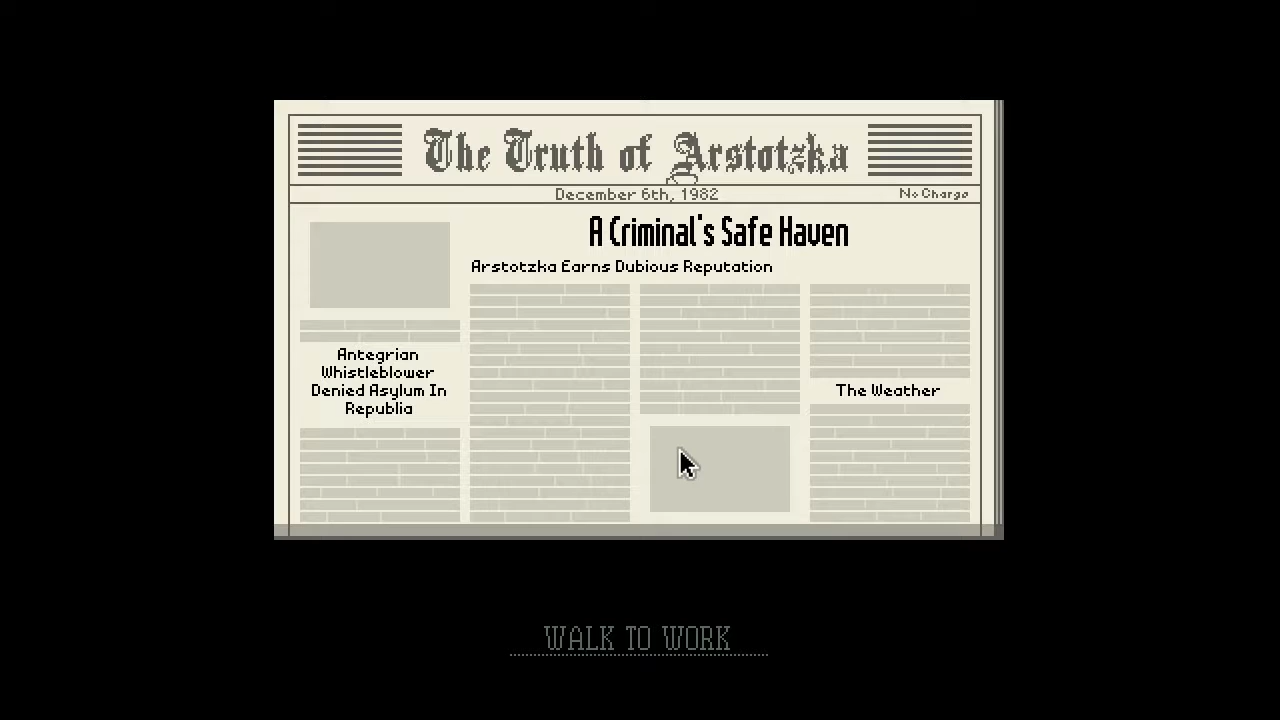 The Truth of Arstotzka
December 6th, 1982
No Charge
A Criminal's Safe Haven
Arstotzka Earns Dubious Reputation
Antegrian
Whistleblower
Denied Asylum In
Republia
The Weather
WALK TO WORK